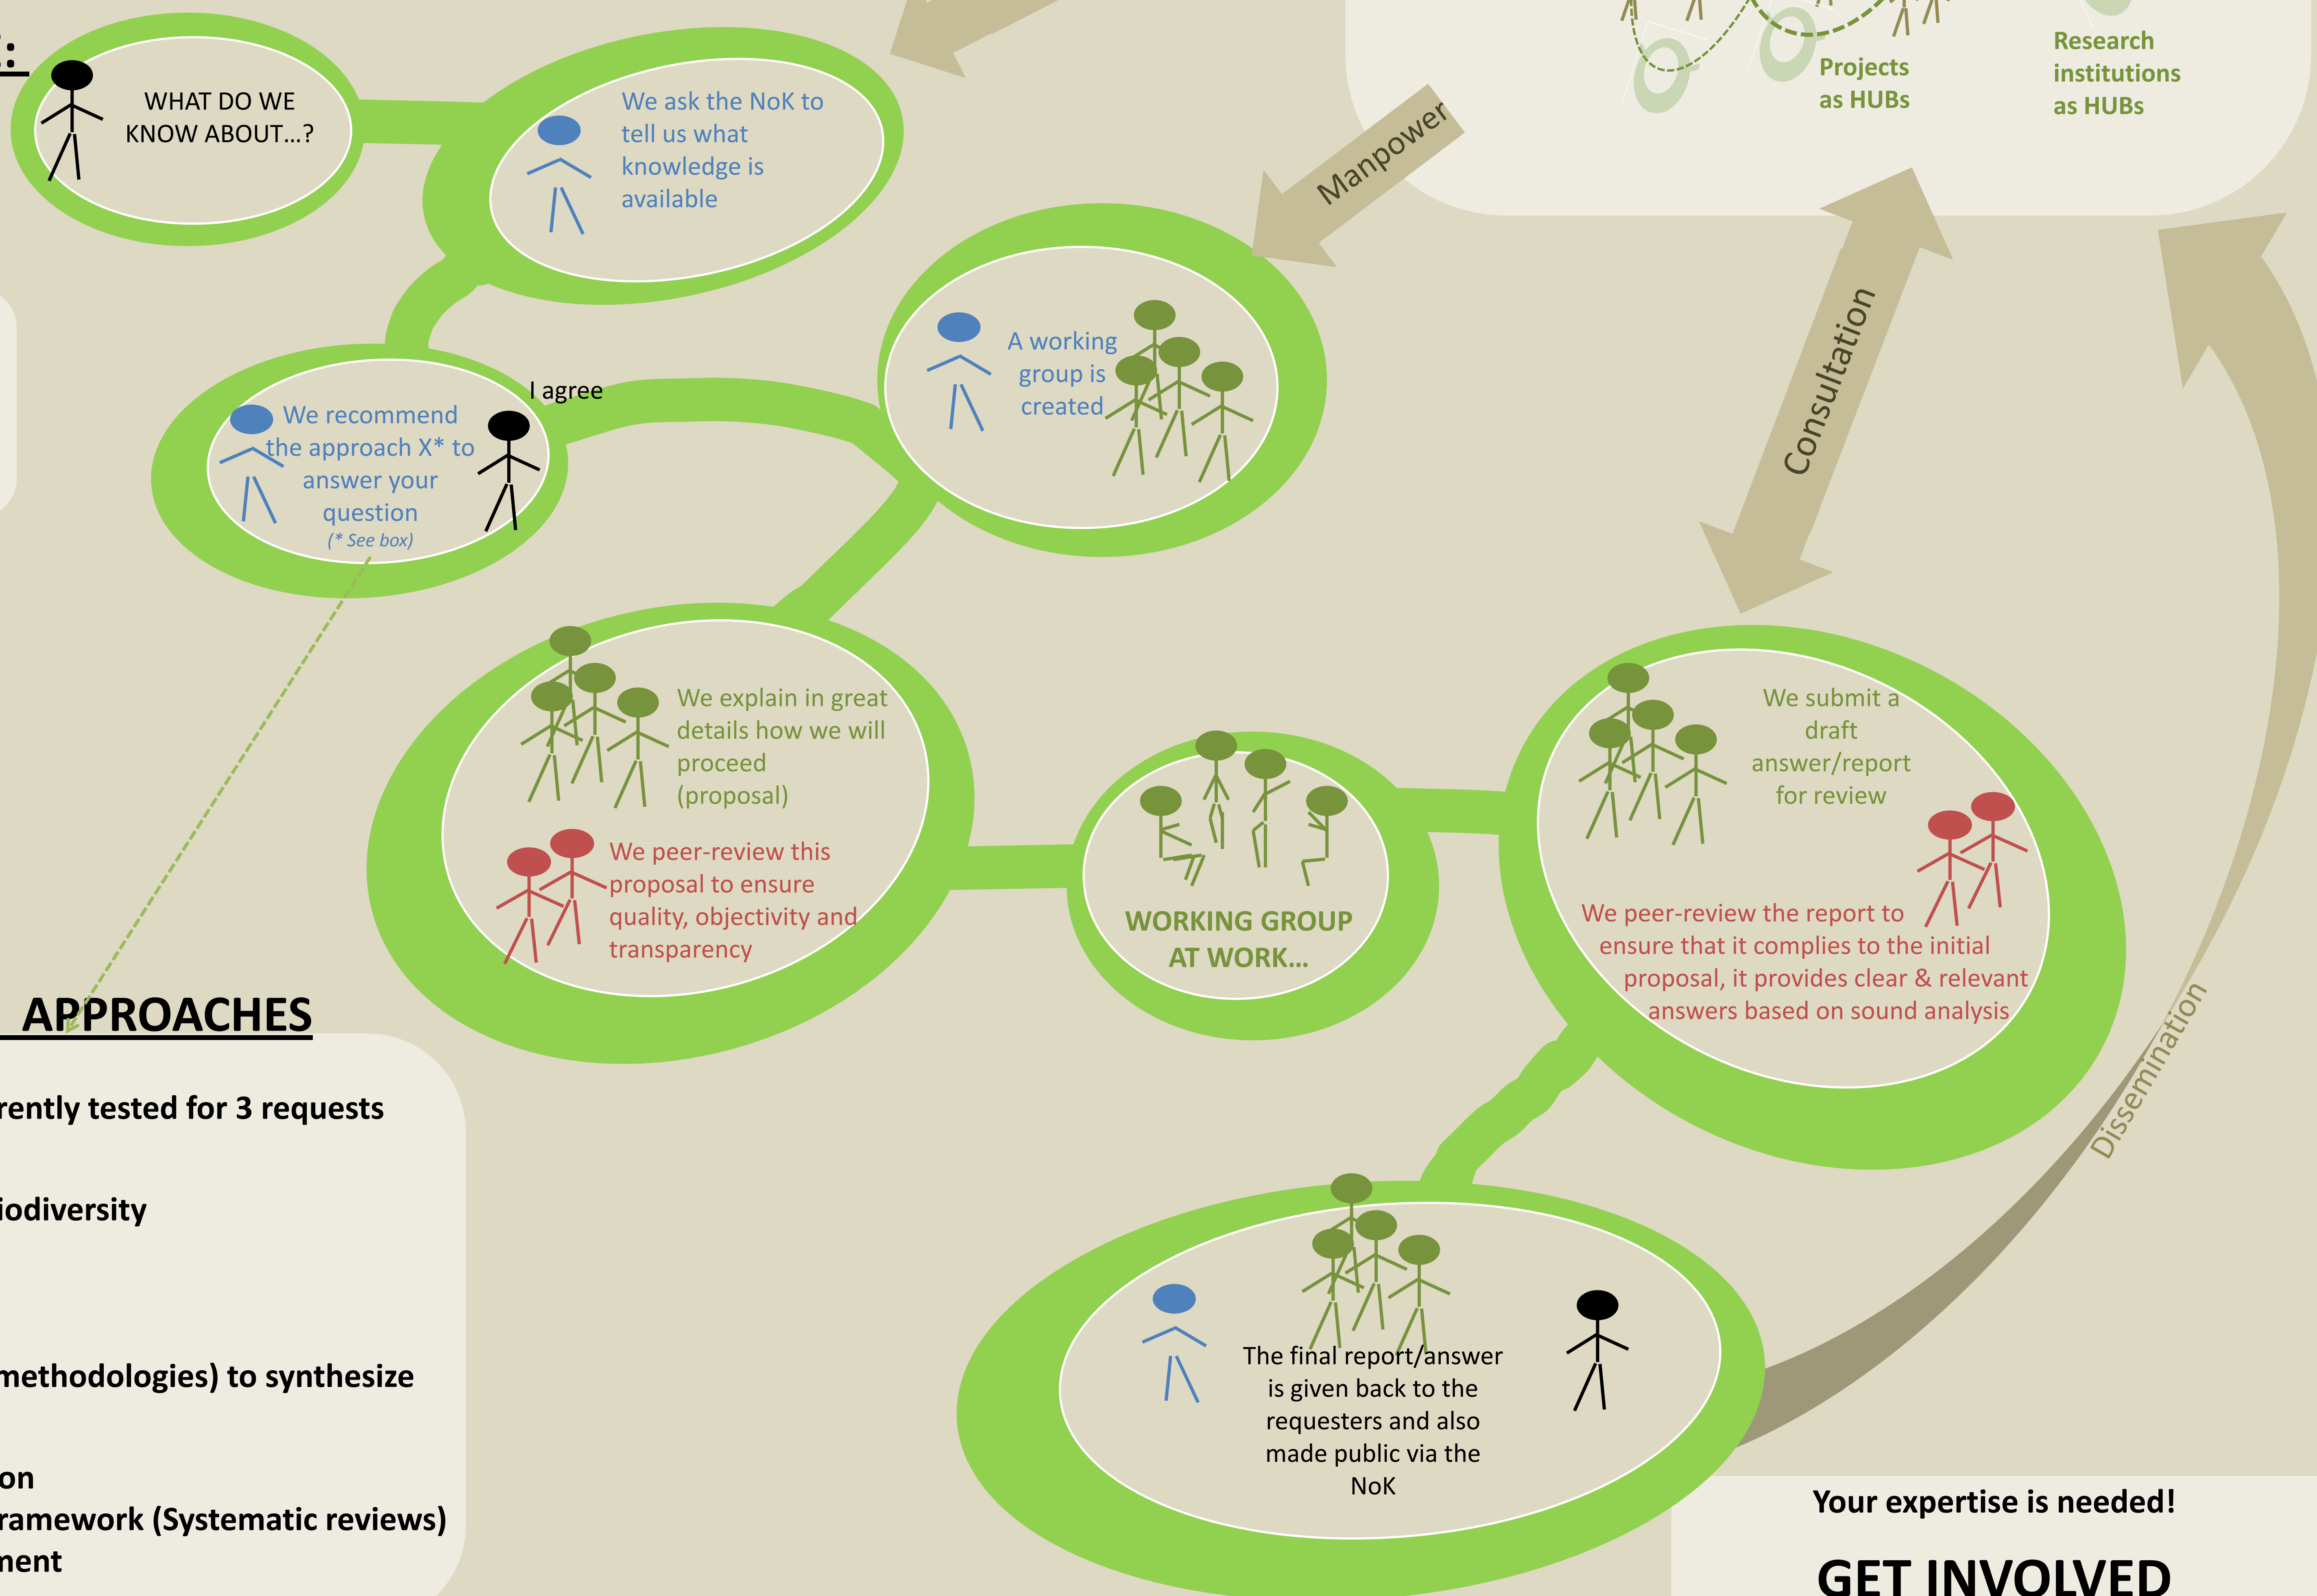 WHAT DO WE
KNOW ABOUT…?
We ask the NoK to
tell us what
knowledge is
available
Projects
as HUBs
Research
institutions
as HUBs
Manpower
Consultation
I agree
We recommend
the approach X* to
answer your
question
(* See box)
A working
group is
created
We explain in great
details how we will
proceed
(proposal)
We peer-review this
proposal to ensure
quality, objectivity and
transparency
WORKING GROUP
AT WORK…
We submit a
draft
answer/report
for review
We peer-review the report to
ensure that it complies to the initial
proposal, it provides clear & relevant
answers based on sound analysis
Dissemination
The final report/answer
is given back to the
requesters and also
made public via the
NoK
APPROACHES
rently tested for 3 requests
iodiversity
methodologies) to synthesize
on
ramework (Systematic reviews)
ment
Your expertise is needed!
GET INVOLVED